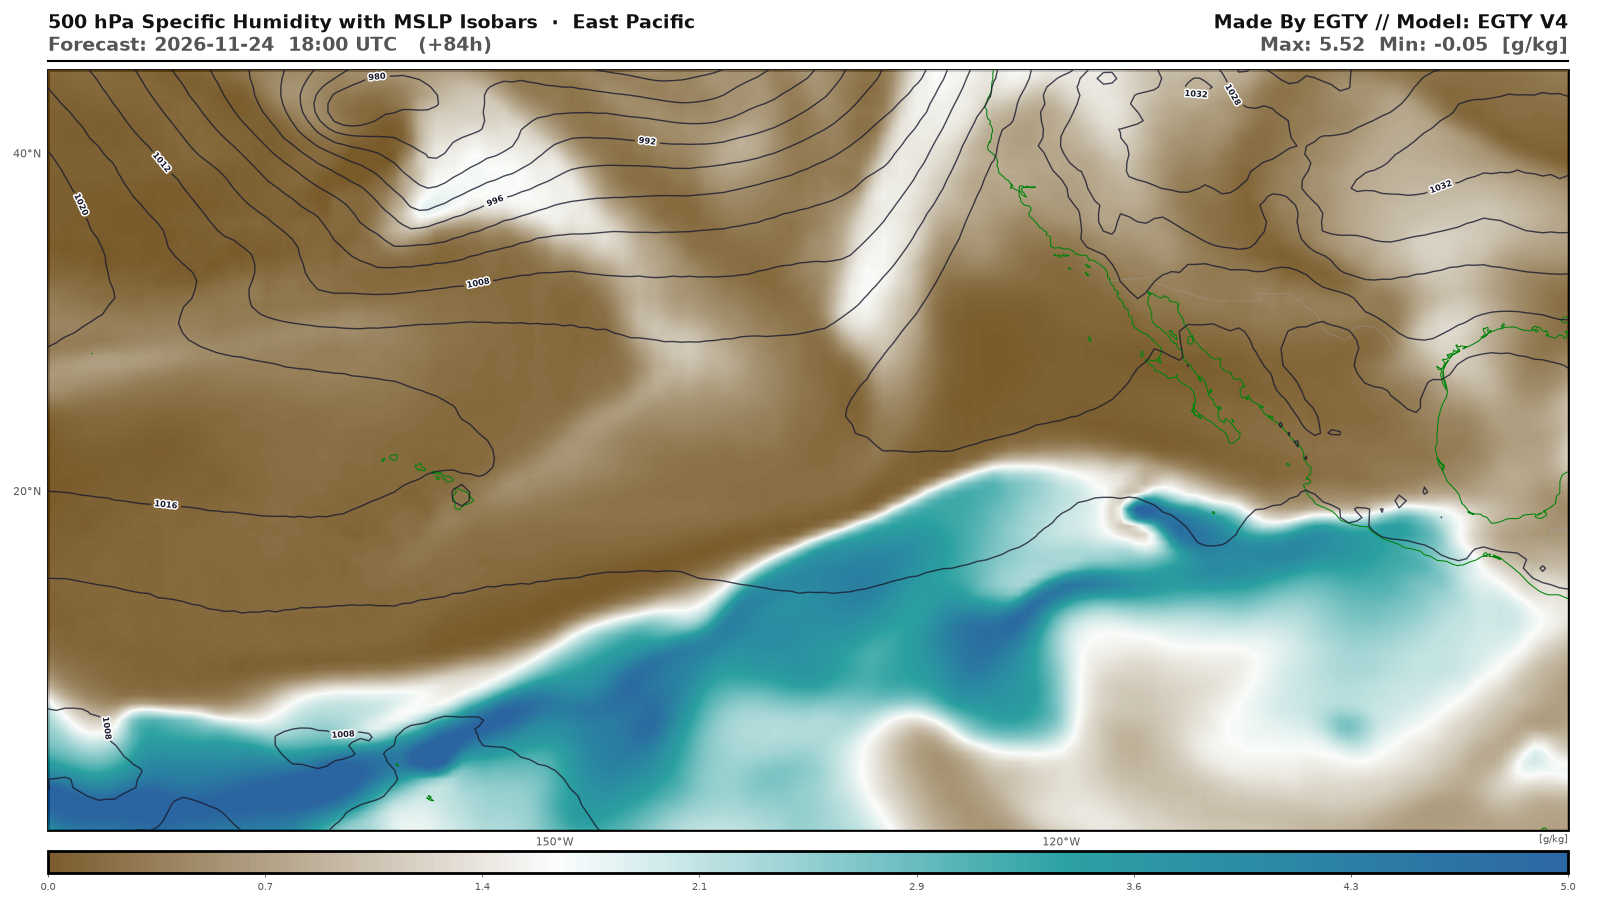 500 hPa Specific Humidity with MSLP Isobars · East Pacific
Made By EGTY // Model: EGTY V4
Forecast: 2026-11-24 18:00 UTC (+84h)
Max: 5.52 Min: -0.05 [g/kg]
980
1032
1028
992
40°N
1012
1032
1020
996
1008
20°N
1016
1008
1008
150°W
120°W
[g/kg]
0.0
0.7
1.4
2.1
2.9
3.6
4.3
5.0